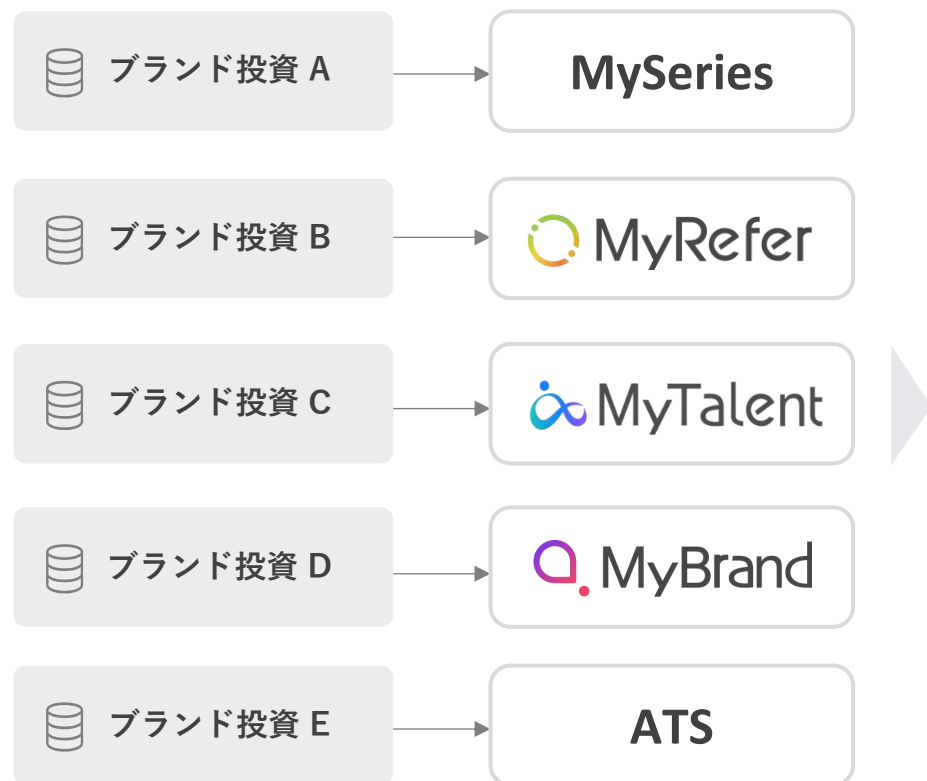 ブランド投資 A
MySeries
ブランド投資 B
MyRefer
ブランド投資 C
MyTalent
ブランド投資 D
MyBrand
ブランド投資 E
ATS